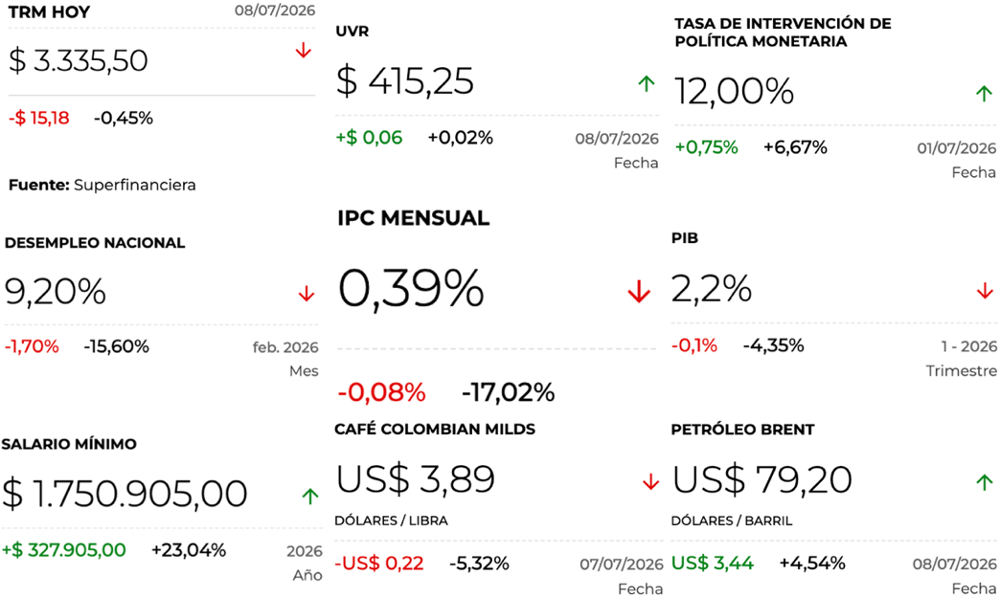 TRM HOY
08/07/2026
$ 3.335,50
-$ 15,18 -0,45%
Fuente: Superfinanciera
UVR
$ 415,25
+$ 0,06 +0,02%
08/07/2026
Fecha
TASA DE INTERVENCIÓN DE
POLÍTICA MONETARIA
12,00%
+0,75% +6,67%
01/07/2026
Fecha
DESEMPLEO NACIONAL
9,20%
-1,70% -15,60%
feb. 2026
Mes
IPC MENSUAL
0,39%
-0,08% -17,02%
PIB
2,2%
-0,1% -4,35%
1 - 2026
Trimestre
SALARIO MÍNIMO
$ 1.750.905,00
+$ 327.905,00 +23,04%
2026
Año
CAFÉ COLOMBIAN MILDS
US$ 3,89
DÓLARES / LIBRA
-US$ 0,22 -5,32%
07/07/2026
Fecha
PETRÓLEO BRENT
US$ 79,20
DÓLARES / BARRIL
US$ 3,44 +4,54%
08/07/2026
Fecha